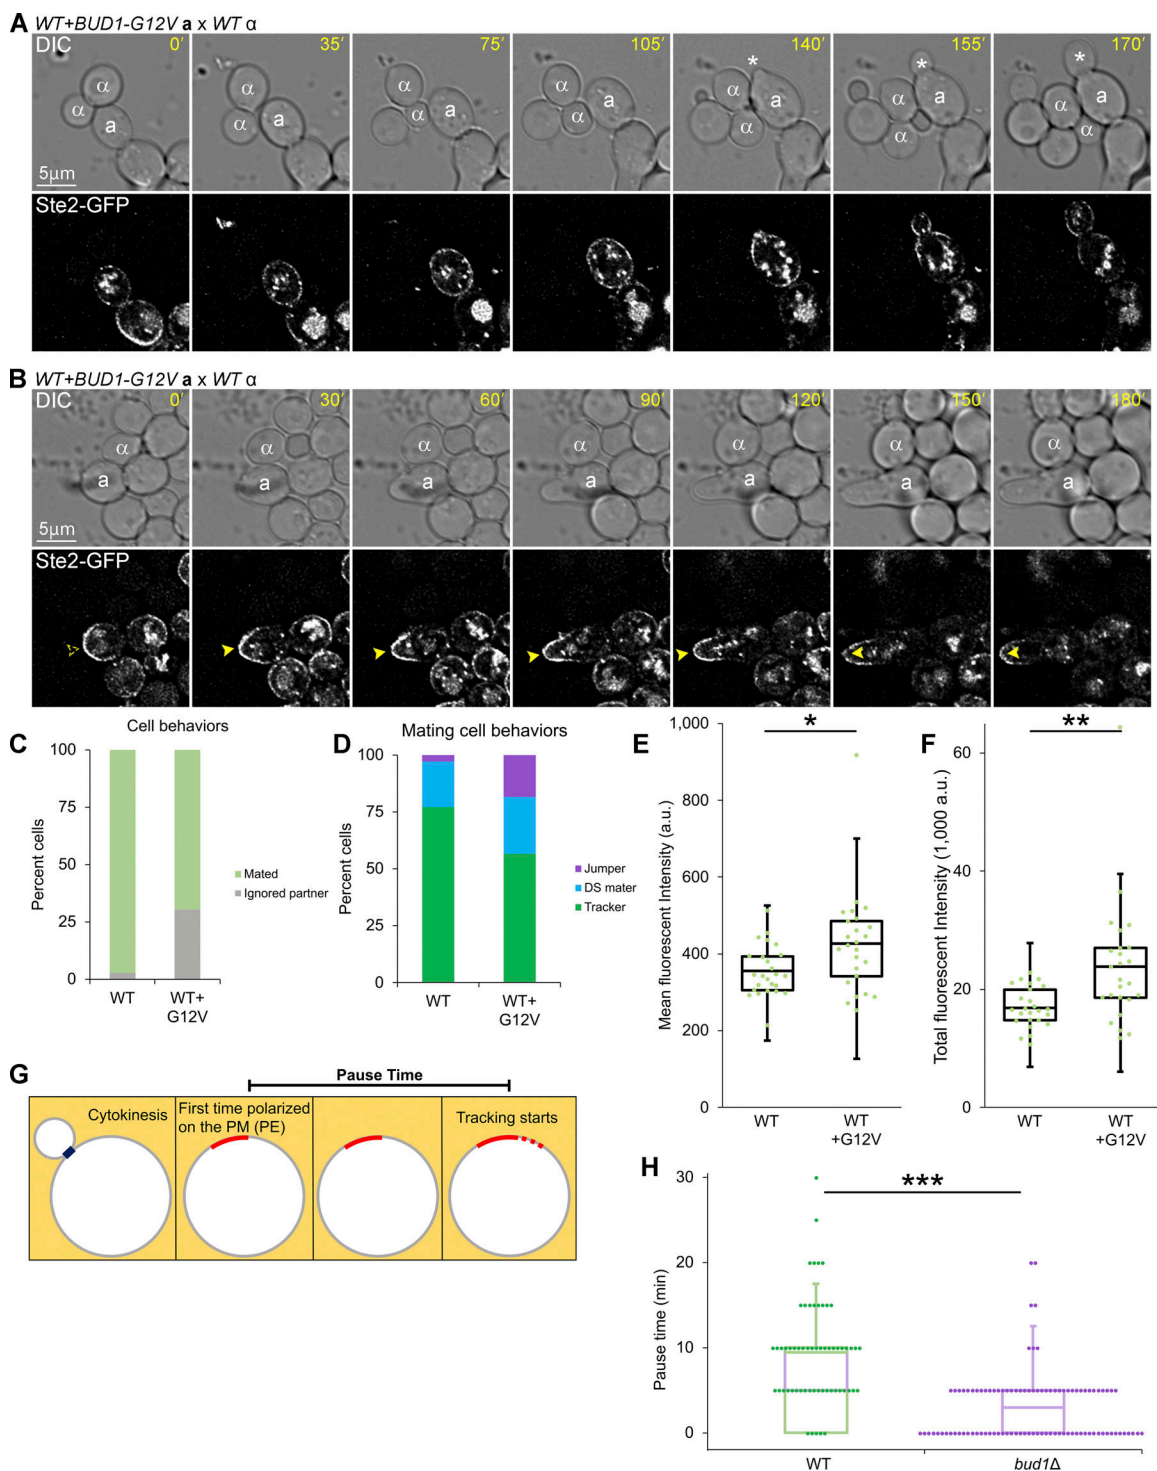 A
WT+BUD1-G12V a x WT α
DIC
0′
35′
75′
105′
140′
155′
170′
α
α
a
α
α
a
α
α
a
α
α
a
*
α
α
a
*
α
α
a
*
α
α
a
5μm
Ste2-GFP
B
WT+BUD1-G12V a x WT α
DIC
0′
30′
60′
90′
120′
150′
180′
α
a
α
a
α
a
α
a
α
a
α
a
α
a
5μm
Ste2-GFP
C
Cell behaviors
Percent cells
100
75
50
25
0
WT
WT+
G12V
Mated
Ignored partner
D
Mating cell behaviors
Percent cells
100
75
50
25
0
WT
WT+
G12V
Jumper
DS mater
Tracker
E
Mean fluorescent Intensity (a.u.)
1,000
800
600
400
200
0
*
WT
WT
+G12V
F
Total fluorescent Intensity (1,000 a.u.)
60
40
20
0
**
WT
WT
+G12V
G
Pause Time
Cytokinesis
First time polarized
on the PM (PE)
Tracking starts
H
Pause time (min)
30
20
10
0
***
WT
bud1Δ